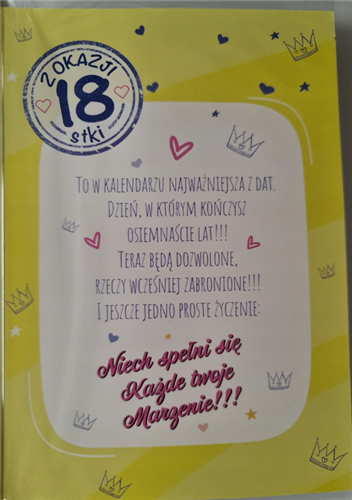 Z OKAZJI
18
stki
TO W KALENDARZU NAJWAŻNIEJSZA Z DAT.
DZIEŃ, W KTÓRYM KOŃCZYSZ
OSIEMNAŚCIE LAT!!!
TERAZ BĘDĄ DOZWOLONE,
RZECZY WCZEŚNIEJ ZABRONIONE!!!
I JESZCZE JEDNO PROSTE ŻYCZENIE:
Niech spełni się
Każde twoje
Marzenie!!!